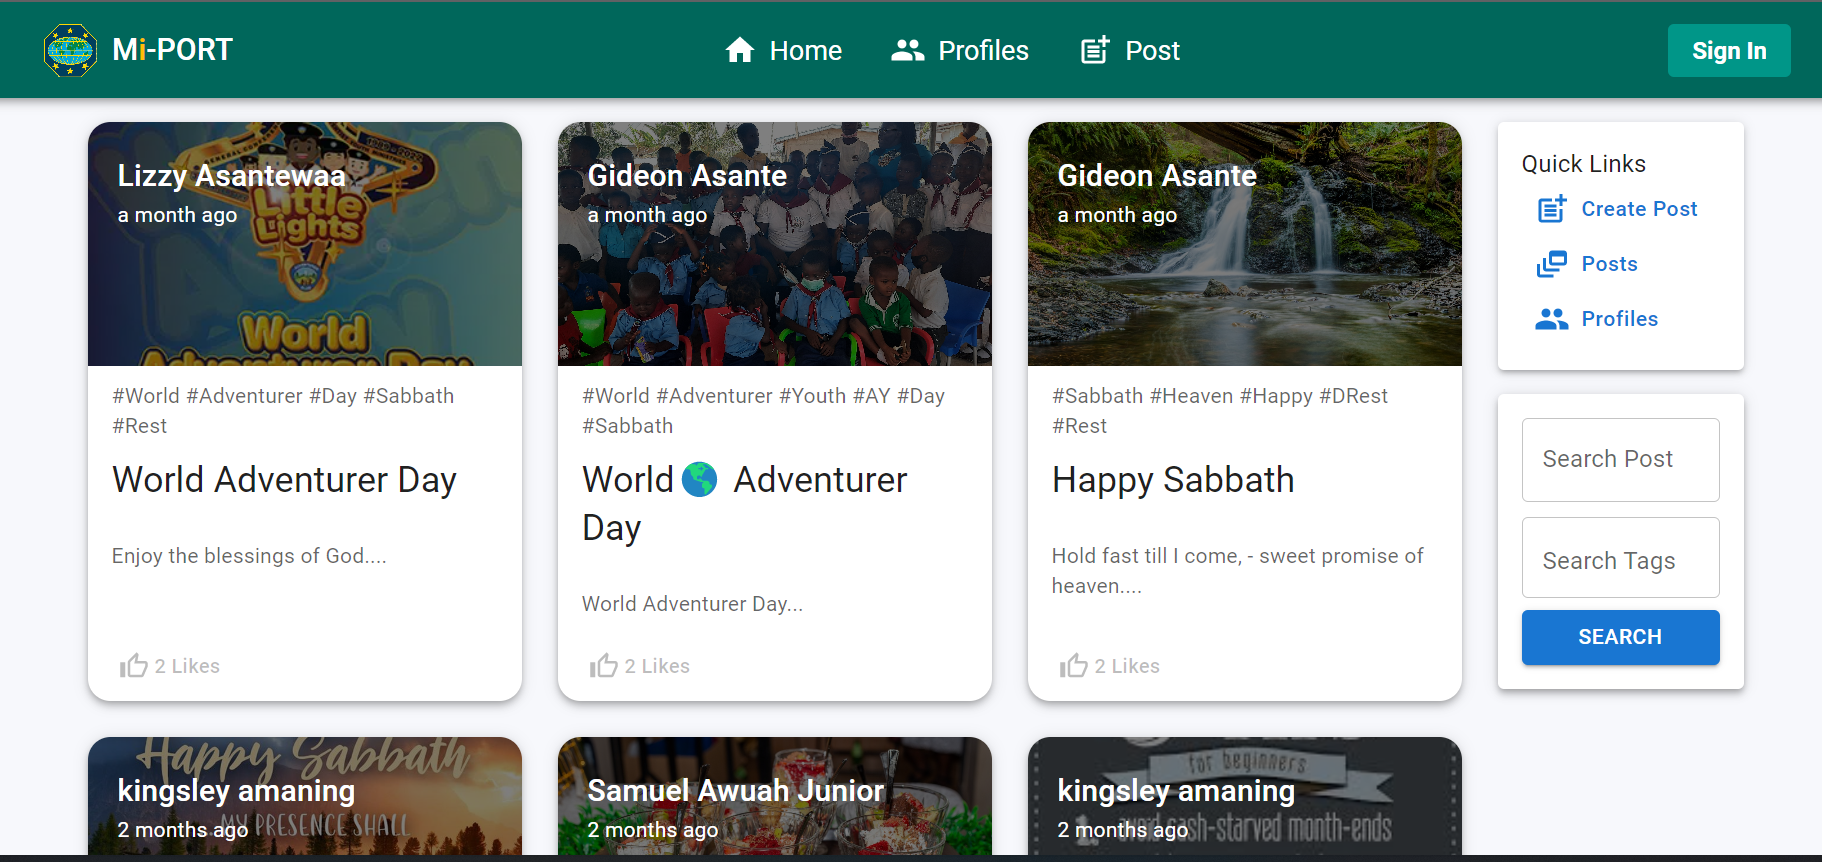 Mi-PORT
Home
Profiles
Post
Sign In
Lizzy Asantewaa
a month ago
Little
Lights
World
Adventurer Day
#World #Adventurer #Day #Sabbath
#Rest
World Adventurer Day
Enjoy the blessings of God....
2 Likes
Gideon Asante
a month ago
#World #Adventurer #Youth #AY #Day
#Sabbath
World🌎 Adventurer
Day
World Adventurer Day...
2 Likes
Gideon Asante
a month ago
#Sabbath #Heaven #Happy #DRest
#Rest
Happy Sabbath
Hold fast till I come, - sweet promise of
heaven....
2 Likes
Quick Links
Create Post
Posts
Profiles
Search Post
Search Tags
SEARCH
Happy Sabbath
kingsley amaning
MY PRESENCE SHALL
2 months ago
Samuel Awuah Junior
2 months ago
for beginners
kingsley amaning
1. avoid cash-starved month-ends
2 months ago